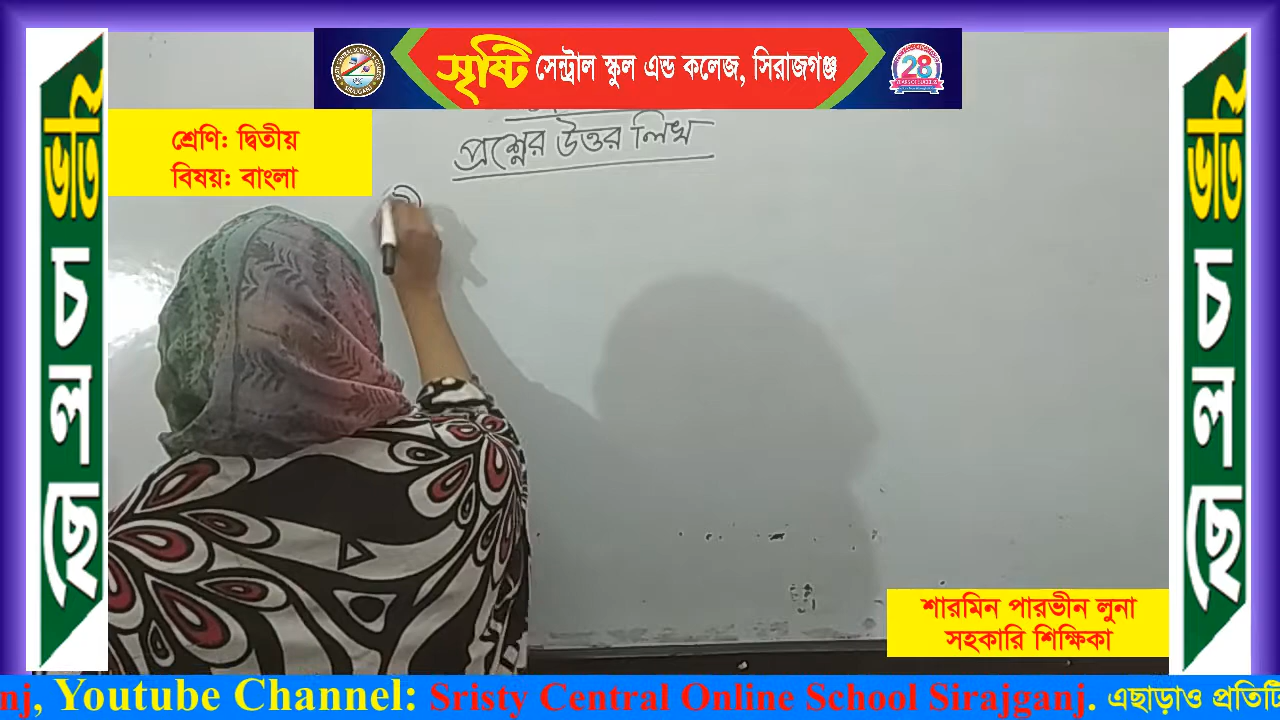 সৃষ্টি সেন্ট্রাল স্কুল এন্ড কলেজ, সিরাজগঞ্জ
28
শ্রেণি: দ্বিতীয়
বিষয়: বাংলা
প্রশ্নের উত্তর লিখ
ভর্তি চলছে
ভর্তি চলছে
শারমিন পারভীন লুনা
সহকারি শিক্ষিকা
nj, Youtube Channel: Sristy Central Online School Sirajganj. এছাড়াও প্রতিটি